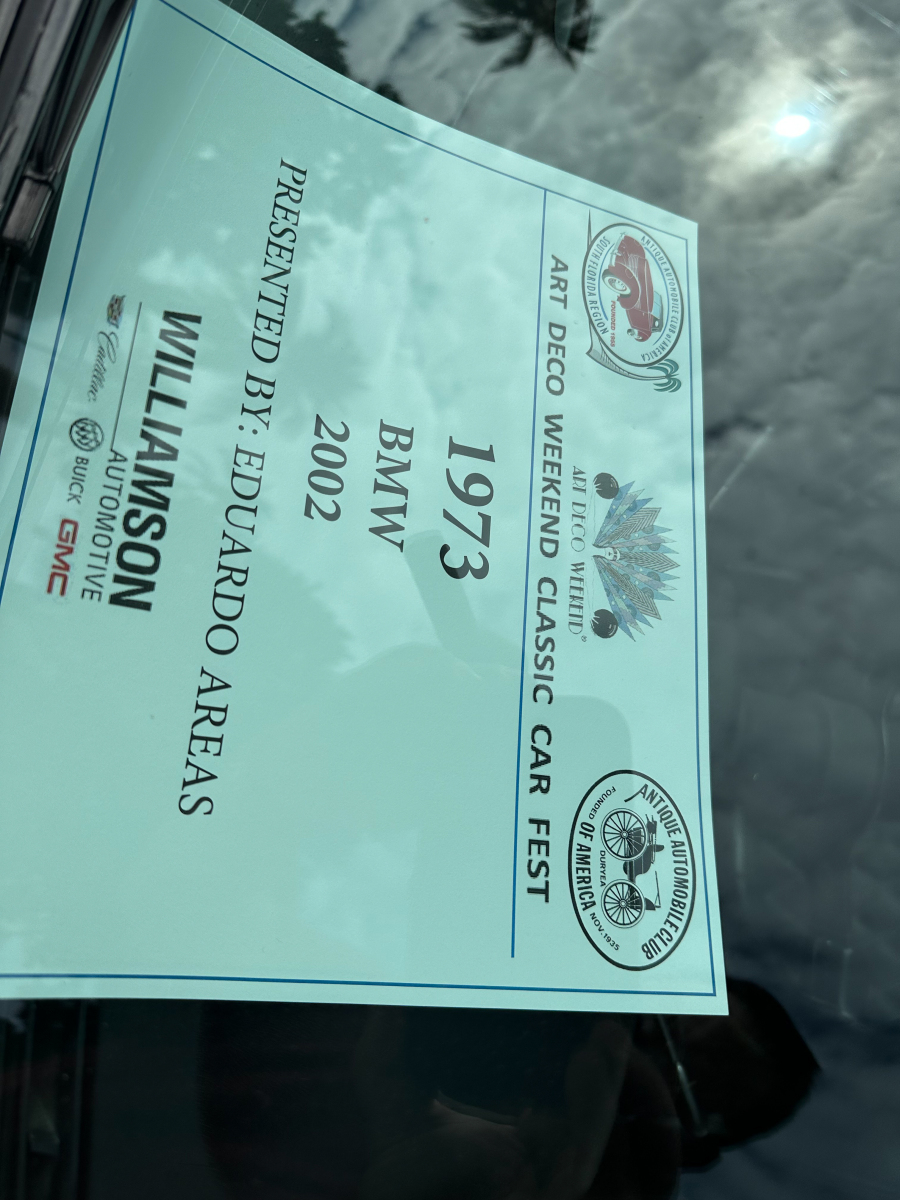 ANTIQUE AUTOMOBILE CLUB of AMERICA
SOUTH FLORIDA REGION
ART DECO WEEKEND®
ANTIQUE AUTOMOBILE CLUB
OF AMERICA
FOUNDED
DURYEA
NOV. 1935
ART DECO WEEKEND CLASSIC CAR FEST
1973
BMW
2002
PRESENTED BY: EDUARDO AREAS
WILLIAMSON
AUTOMOTIVE
Cadillac
BUICK
GMC